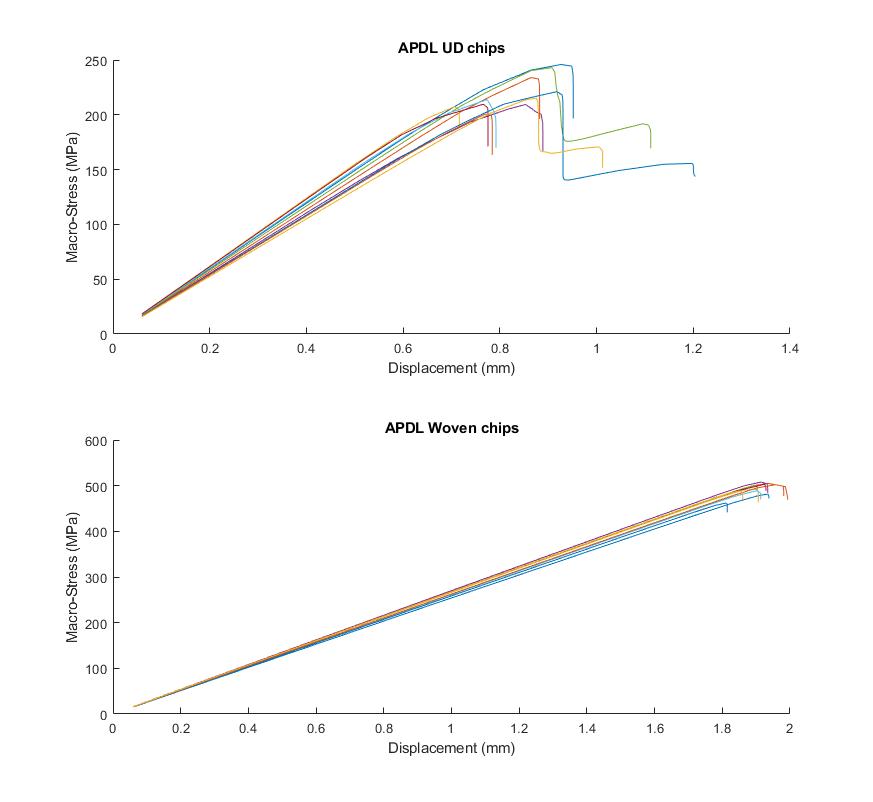 APDL UD chips
250
200
150
100
50
0
Macro-Stress (MPa)
0 0.2 0.4 0.6 0.8 1 1.2 1.4
Displacement (mm)
APDL Woven chips
600
500
400
300
200
100
0
Macro-Stress (MPa)
0 0.2 0.4 0.6 0.8 1 1.2 1.4 1.6 1.8 2
Displacement (mm)